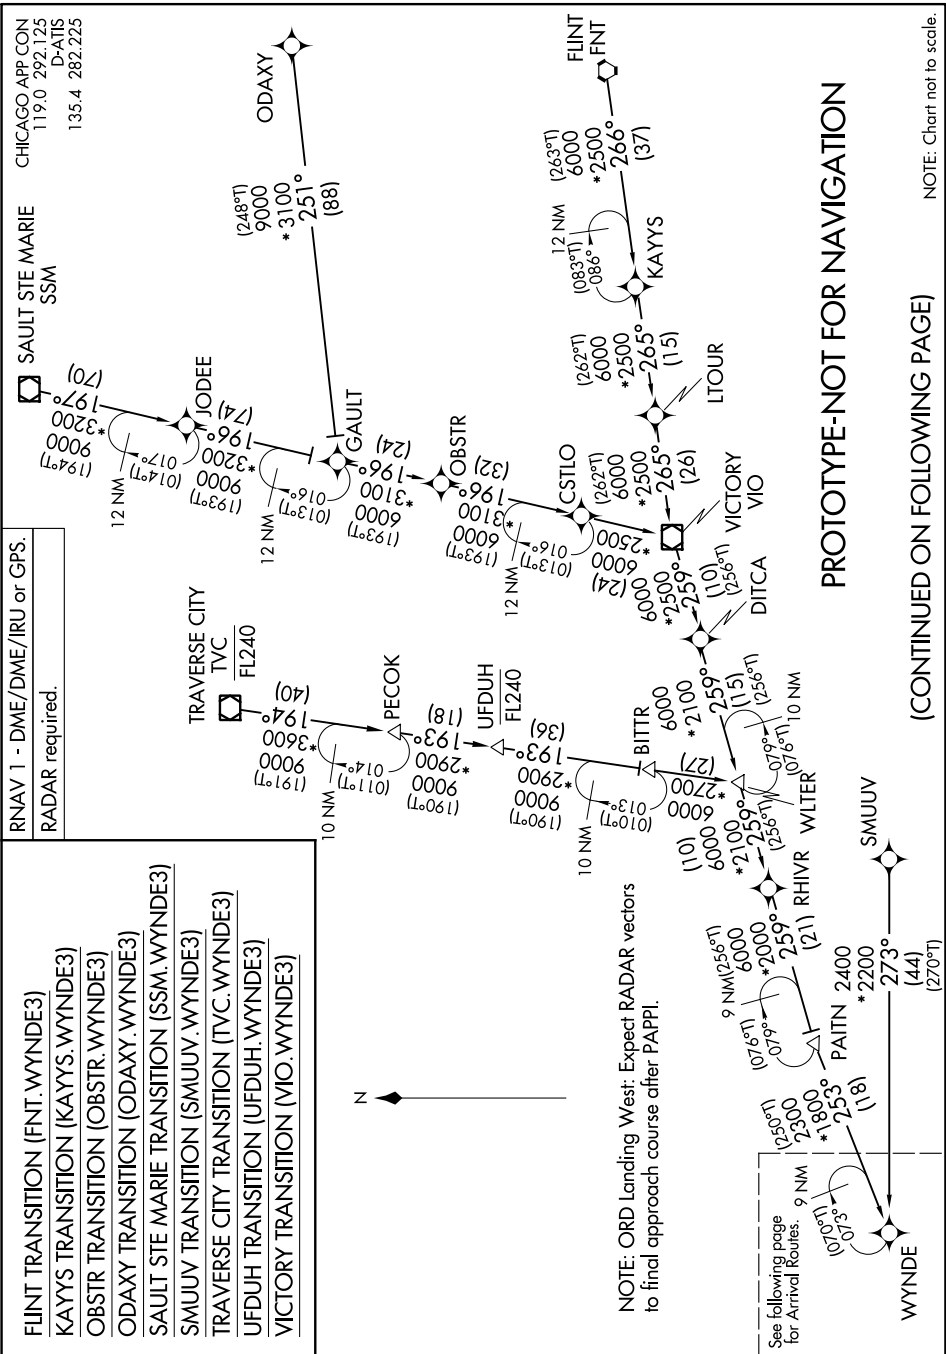 FLINT TRANSITION (FNT.WYNDE3)
KAYYS TRANSITION (KAYYS.WYNDE3)
OBSTR TRANSITION (OBSTR.WYNDE3)
ODAXY TRANSITION (ODAXY.WYNDE3)
SAULT STE MARIE TRANSITION (SSM.WYNDE3)
SMUUV TRANSITION (SMUUV.WYNDE3)
TRAVERSE CITY TRANSITION (TVC.WYNDE3)
UFDUH TRANSITION (UFDUH.WYNDE3)
VICTORY TRANSITION (VIO.WYNDE3)
RNAV 1 - DME/DME/IRU or GPS.
RADAR required.
CHICAGO APP CON
119.0 292.125
D-ATIS
135.4 282.225
SAULT STE MARIE
SSM
(70)
197°
*3200
9000
(194°T)
12 NM
017°
(014°T)
JODEE
(74)
196°
*3200
9000
(193°T)
12 NM
016°
(013°T)
GAULT
(24)
196°
*3100
6000
(193°T)
OBSTR
(32)
196°
*3100
6000
(193°T)
12 NM
016°
(013°T)
CSTLO
*2500
6000
(24)
ODAXY
(248°T)
9000
*3100
251°
(88)
FLINT
FNT
(263°T)
6000
*2500
266°
(37)
12 NM
(083°T)
086°
KAYYS
(262°T)
6000
*2500
265°
(15)
LTOUR
(262°T)
6000
*2500
265°
(26)
VICTORY
VIO
6000
*2500
259°
(10)
(256°T)
DITCA
6000
*2100
259°
(15)
(256°T)
10 NM
079°
(076°T)
WLTER
TRAVERSE CITY
TVC
FL240
(40)
194°
*3600
9000
(191°T)
10 NM
014°
(011°T)
PECOK
(18)
193°
*2900
9000
(190°T)
UFDUH
FL240
(36)
193°
*2900
9000
(190°T)
10 NM
013°
(010°T)
BITTR
(27)
*2700
6000
(10)
6000
*2100
259°
(256°T)
RHIVR
(256°T)
6000
*2000
259°
(21)
9 NM
(076°T)
079°
PAITN
(250°T)
2300
*1800
253°
(18)
SMUUV
2400
*2200
273°
(44)
(270°T)
9 NM
(070°T)
073°
WYNDE
See following page
for Arrival Routes.
N
NOTE: ORD Landing West: Expect RADAR vectors
to final approach course after PAPPI.
PROTOTYPE-NOT FOR NAVIGATION
(CONTINUED ON FOLLOWING PAGE)
NOTE: Chart not to scale.